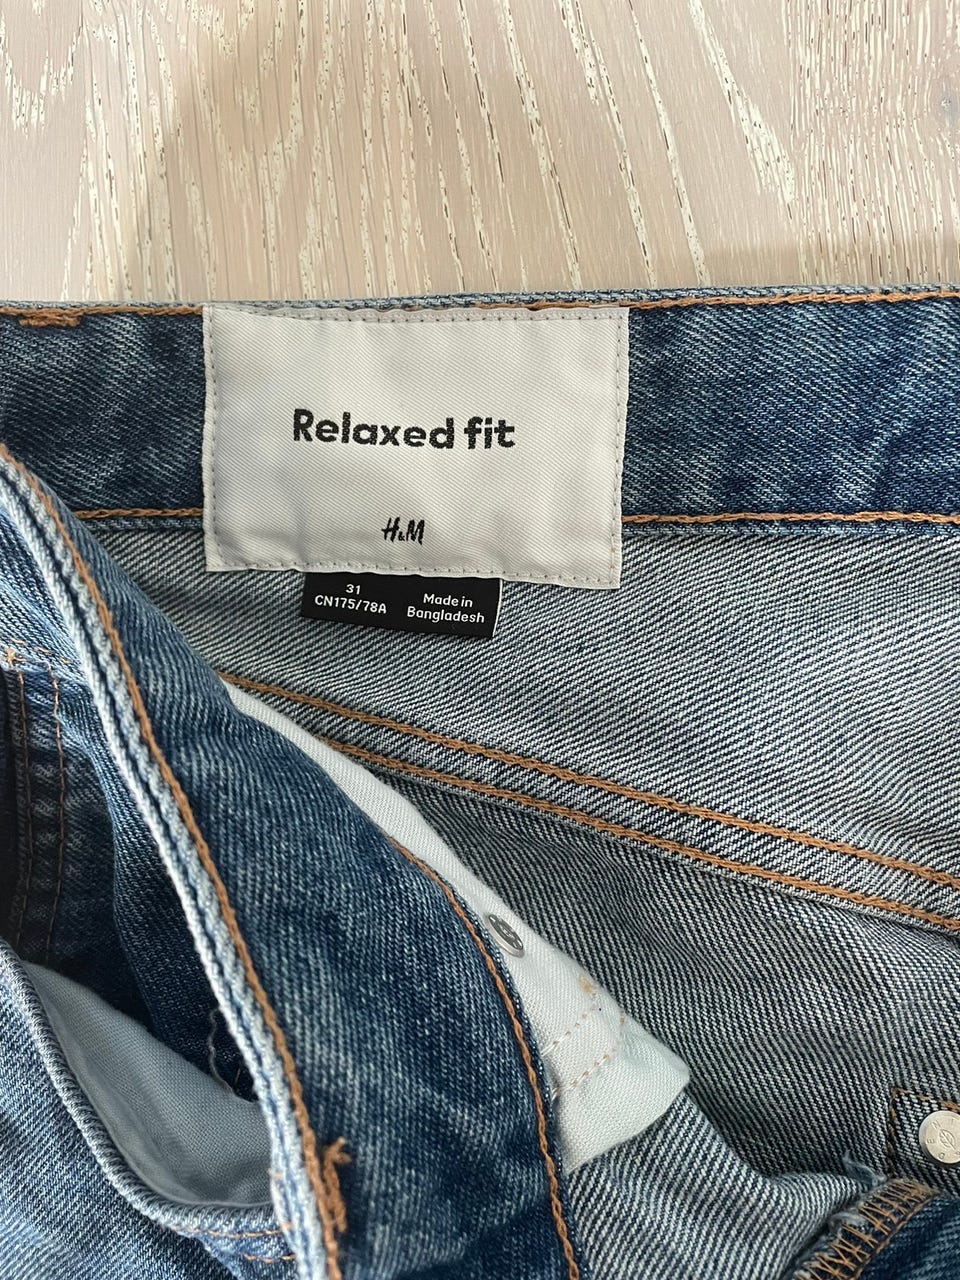 Relaxed fit
H&M
31
CN175/78A
Made in
Bangladesh